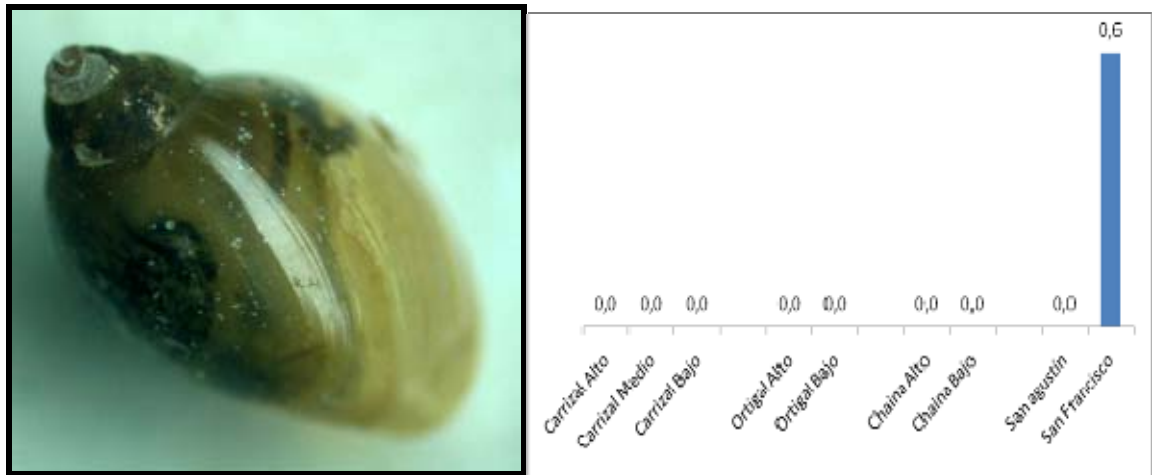 0,6
0,0 0,0 0,0 0,0 0,0 0,0 0,0 0,0
Carrizal Alto
Carrizal Medio
Carrizal Bajo
Ortigal Alto
Ortigal Bajo
Chaina Alto
Chaina Bajo
San agustín
San Francisco